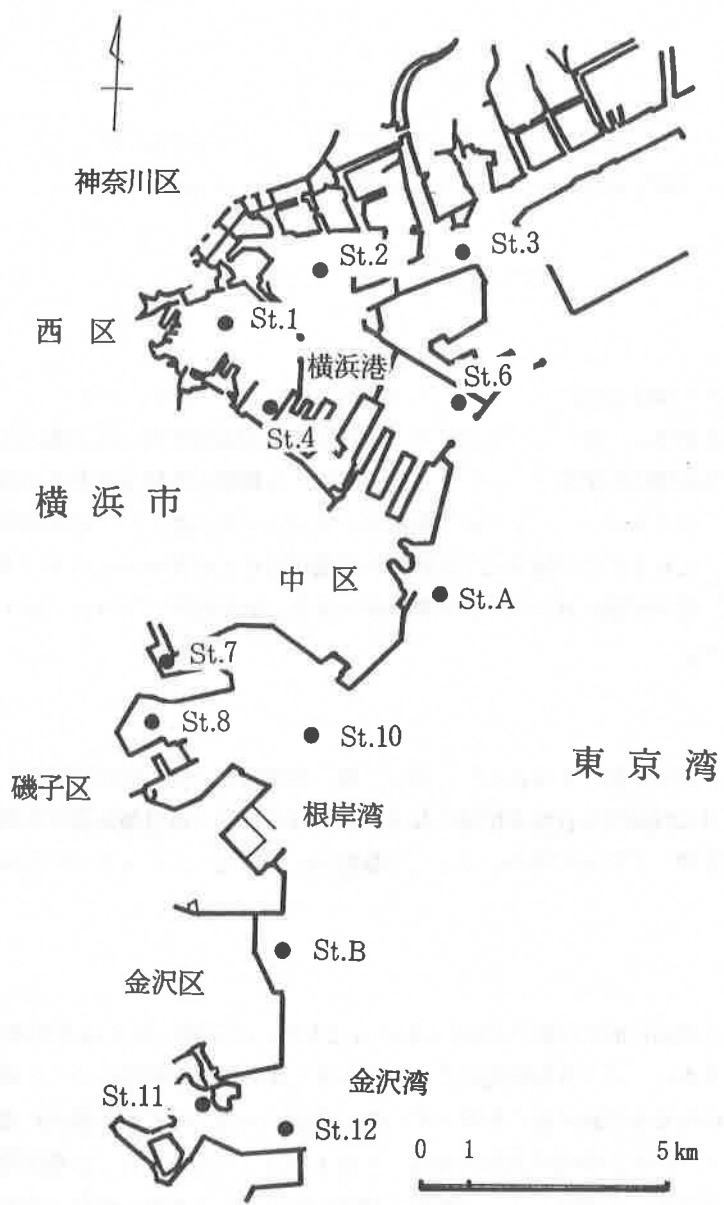 神奈川区
St.2
St.3
西 区
St.1
横浜港
St.6
St.4
横 浜 市
中 区
St.A
St.7
St.8
St.10
東 京 湾
磯子区
根岸湾
St.B
金沢区
金沢湾
St.11
St.12
0 1 5 km